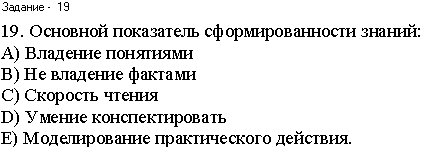 Задание - 19
19. Основной показатель сформированности знаний:
A) Владение понятиями
B) Не владение фактами
C) Скорость чтения
D) Умение конспектировать
E) Моделирование практического действия.